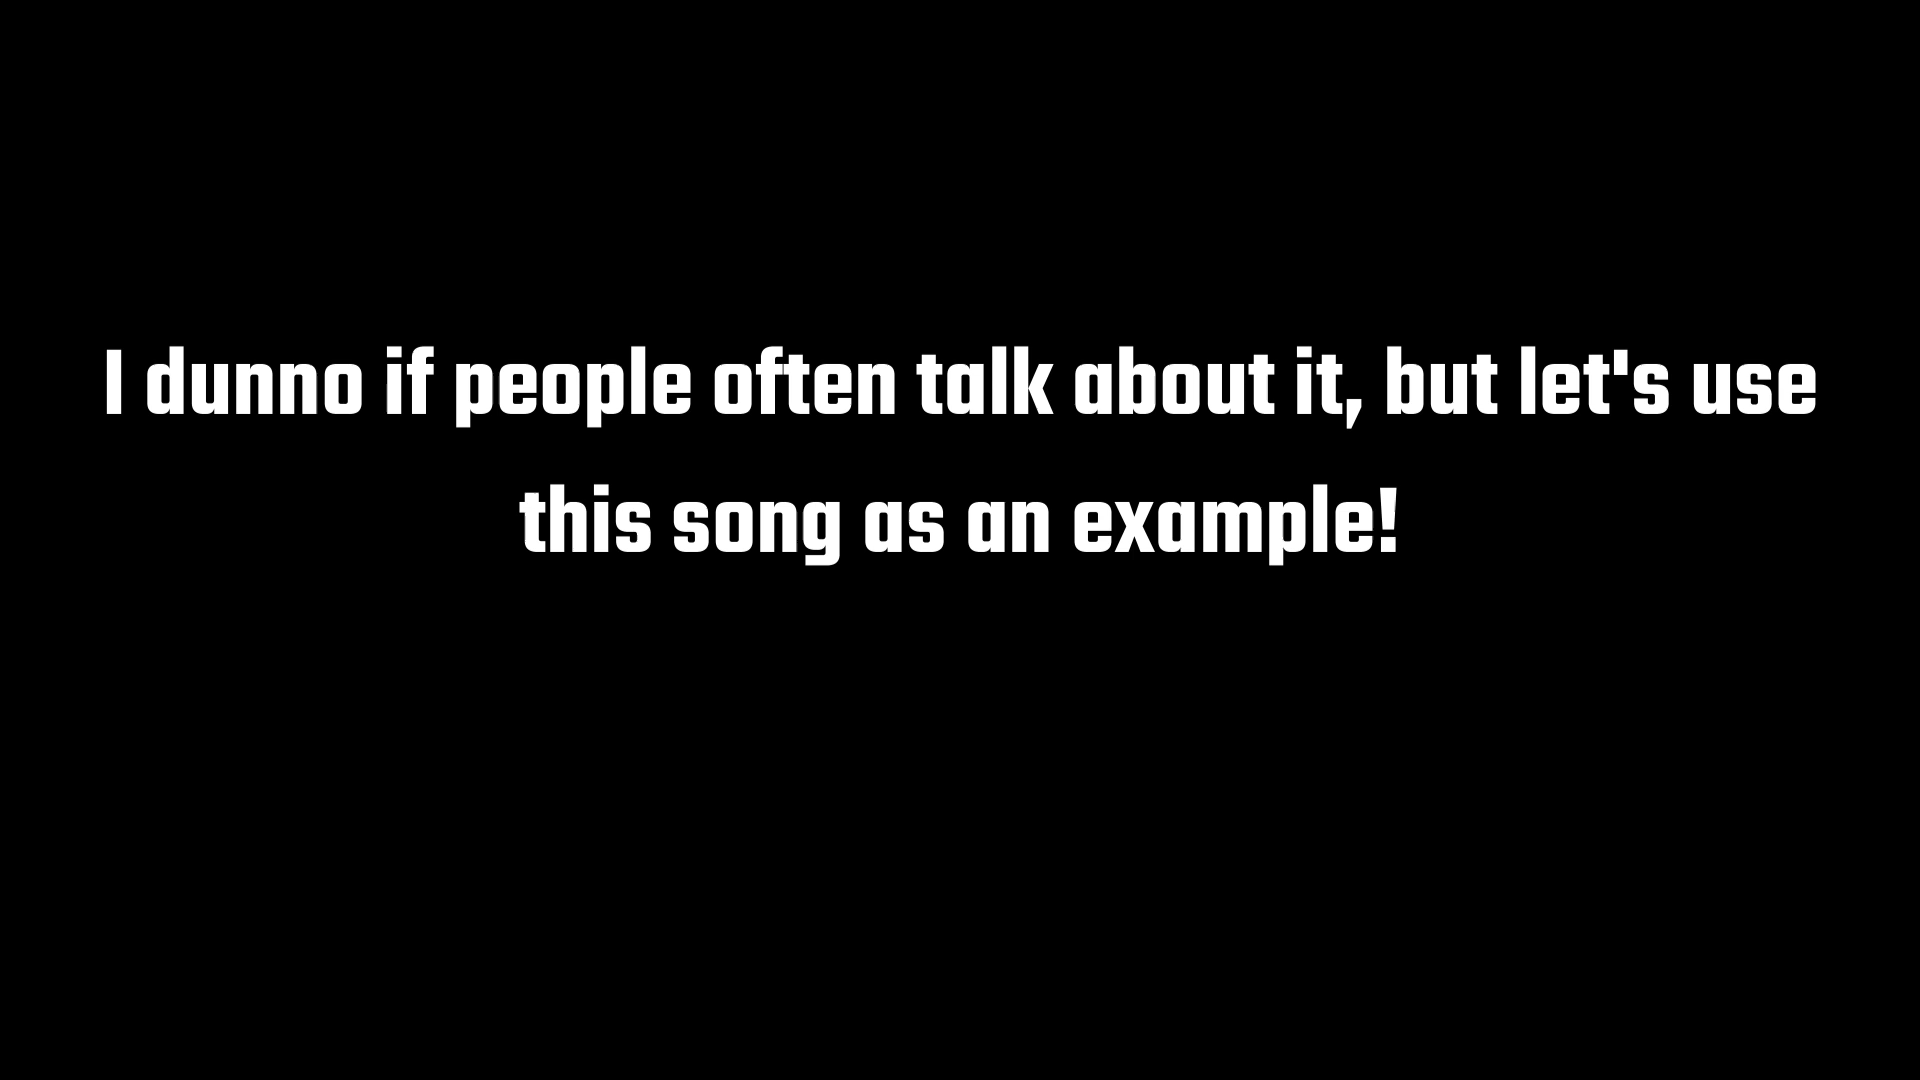 I dunno if people often talk about it, but let's use
this song as an example!